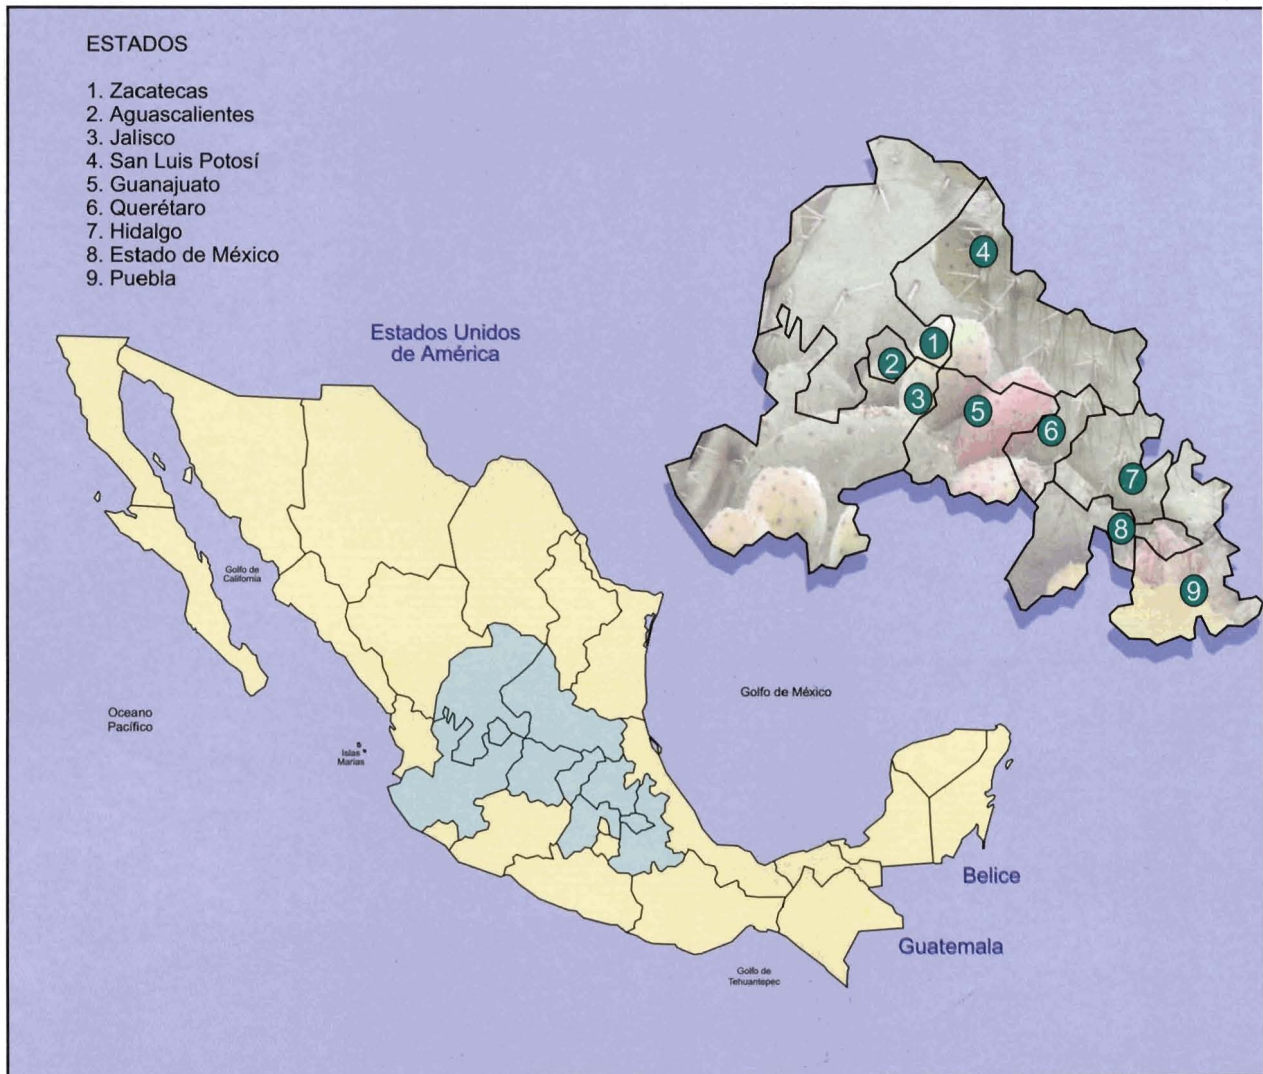 ESTADOS
1. Zacatecas
2. Aguascalientes
3. Jalisco
4. San Luis Potosí
5. Guanajuato
6. Querétaro
7. Hidalgo
8. Estado de México
9. Puebla
4
1
2
3
5
6
7
8
9
Estados Unidos
de América
Golfo de
California
Golfo de México
Oceano
Pacífico
Islas
Marías
Belice
Guatemala
Golfo de
Tehuantepec